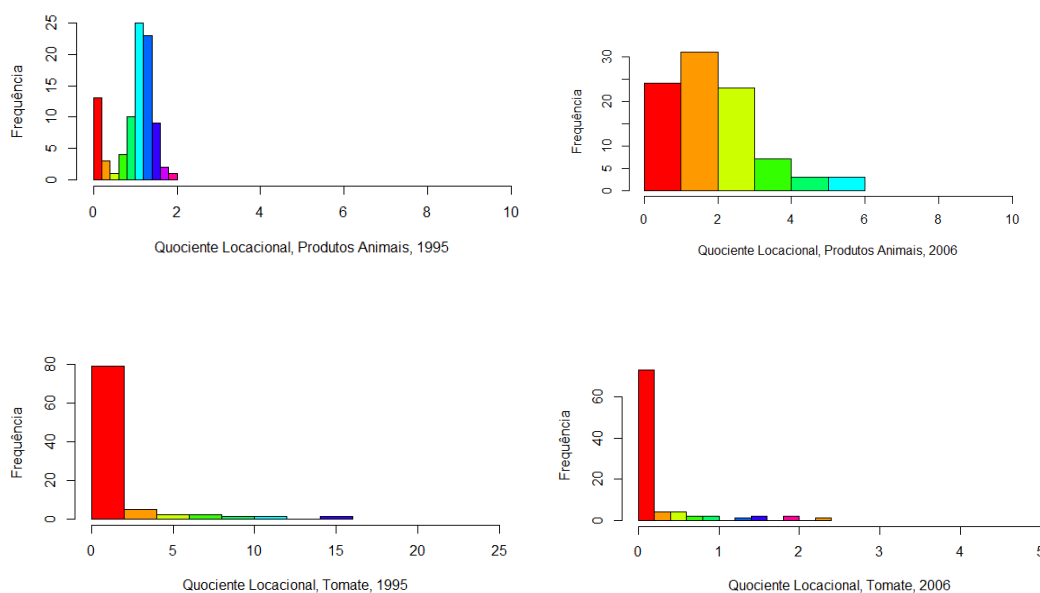 Frequência
0 5 10 15 20 25
0 2 4 6 8 10
Quociente Locacional, Produtos Animais, 1995
Frequência
0 5 10 20 30
0 2 4 6 8 10
Quociente Locacional, Produtos Animais, 2006
Frequência
0 20 40 60 80
0 5 10 15 20 25
Quociente Locacional, Tomate, 1995
Frequência
0 20 40 60
0 1 2 3 4 5
Quociente Locacional, Tomate, 2006